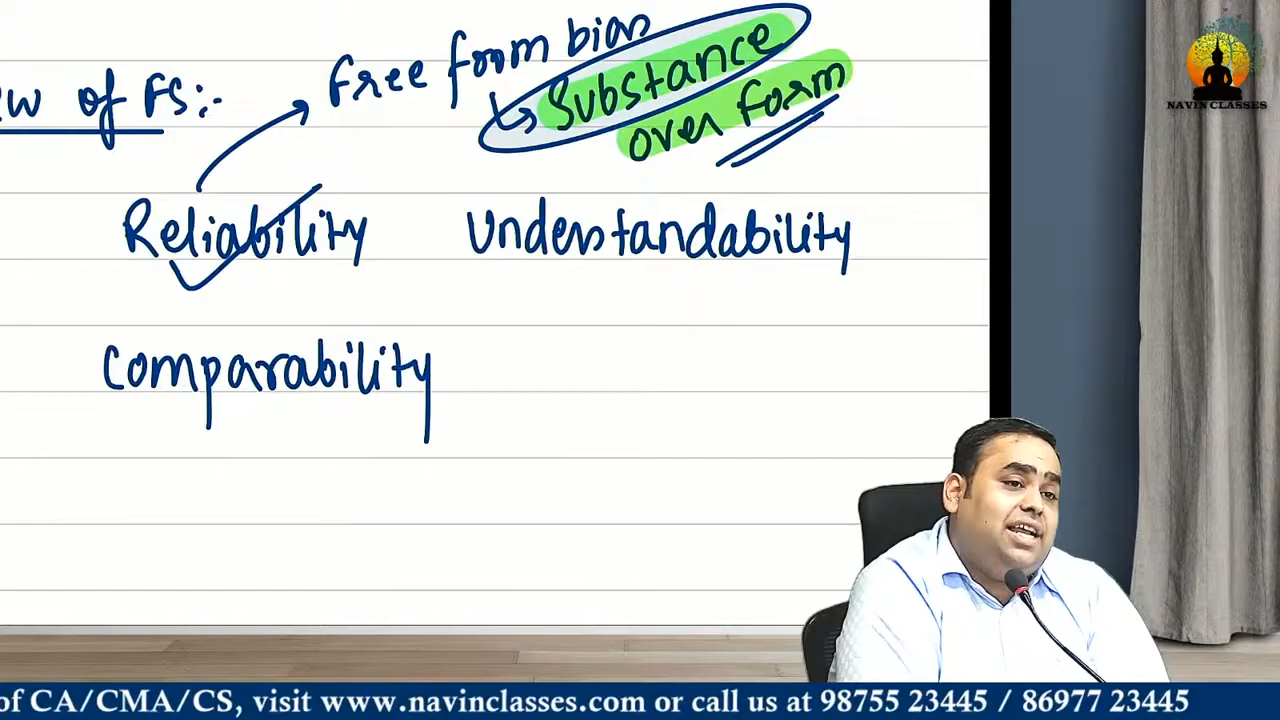 of FS:-
Free from bias
↳ Substance
over form
Reliability
Understandability
Comparability
NAVIN CLASSES
of CA/CMA/CS, visit www.navinclasses.com or call us at 98755 23445 / 86977 23445